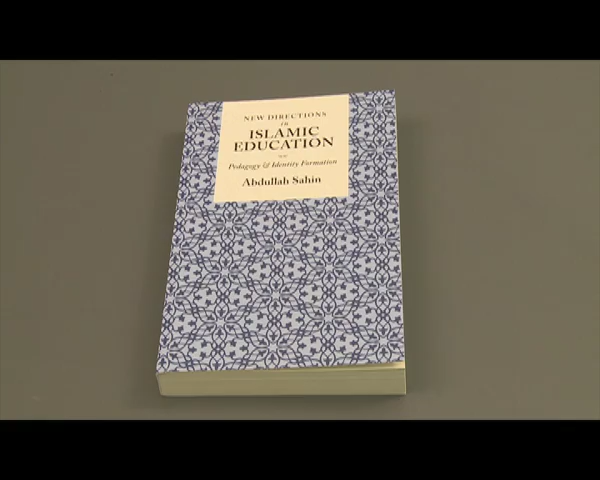 NEW DIRECTIONS
in
ISLAMIC
EDUCATION
Pedagogy & Identity Formation
Abdullah Sahin